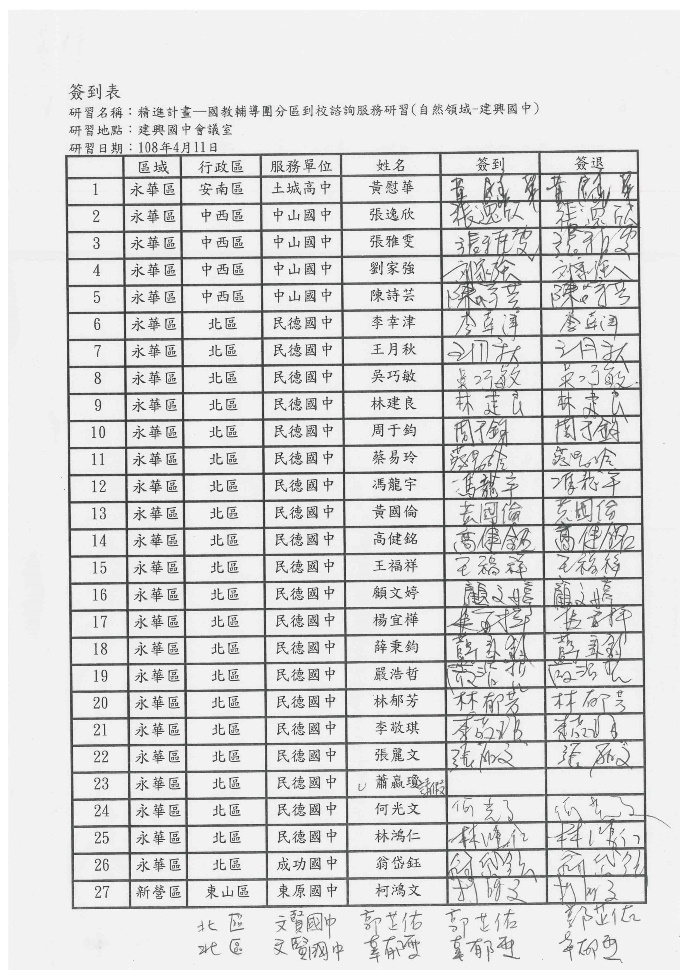 簽到表
研習名稱：精進計畫—國教輔導團分區到校諮詢服務研習(自然領域-建興國中)
研習地點：建興國中會議室
研習日期：108年4月11日
區域 行政區 服務單位 姓名 簽到 簽退
1 永華區 安南區 土城高中 黃慰華 黃慰華 黃慰華
2 永華區 中西區 中山國中 張逸欣 張逸欣 張逸欣
3 永華區 中西區 中山國中 張雅雯 張雅雯 張雅雯
4 永華區 中西區 中山國中 劉家強
5 永華區 中西區 中山國中 陳詩芸 陳詩芸 陳詩芸
6 永華區 北區 民德國中 李幸津 李幸津 李幸津
7 永華區 北區 民德國中 王月秋 王月秋 王月秋
8 永華區 北區 民德國中 吳巧敏 吳巧敏 吳巧敏
9 永華區 北區 民德國中 林建良 林建良 林建良
10 永華區 北區 民德國中 周于鈞 周于鈞 周于鈞
11 永華區 北區 民德國中 蔡易玲 蔡易玲 蔡易玲
12 永華區 北區 民德國中 馮龍宇 馮龍宇 馮龍宇
13 永華區 北區 民德國中 黃國倫 黃國倫 黃國倫
14 永華區 北區 民德國中 高健銘 高健銘 高健銘
15 永華區 北區 民德國中 王福祥 王福祥 王福祥
16 永華區 北區 民德國中 顧文婷 顧文婷 顧文婷
17 永華區 北區 民德國中 楊宜樺
18 永華區 北區 民德國中 薛秉鈞 薛秉鈞 薛秉鈞
19 永華區 北區 民德國中 嚴浩哲 嚴浩哲
20 永華區 北區 民德國中 林郁芳 林郁芳 林郁芳
21 永華區 北區 民德國中 李敬琪 李敬琪 李敬琪
22 永華區 北區 民德國中 張麗文 張麗文 張麗文
23 永華區 北區 民德國中 蕭嬴瓊 請假
24 永華區 北區 民德國中 何光文 何光文 何光文
25 永華區 北區 民德國中 林鴻仁 林鴻仁 林鴻仁
26 永華區 北區 成功國中 翁岱鈺 翁岱鈺 翁岱鈺
27 新營區 東山區 東原國中 柯鴻文 柯鴻文 柯鴻文
北區 文賢國中 郭芷佑 郭芷佑 郭芷佑
北區 文賢國中 辜郁雯